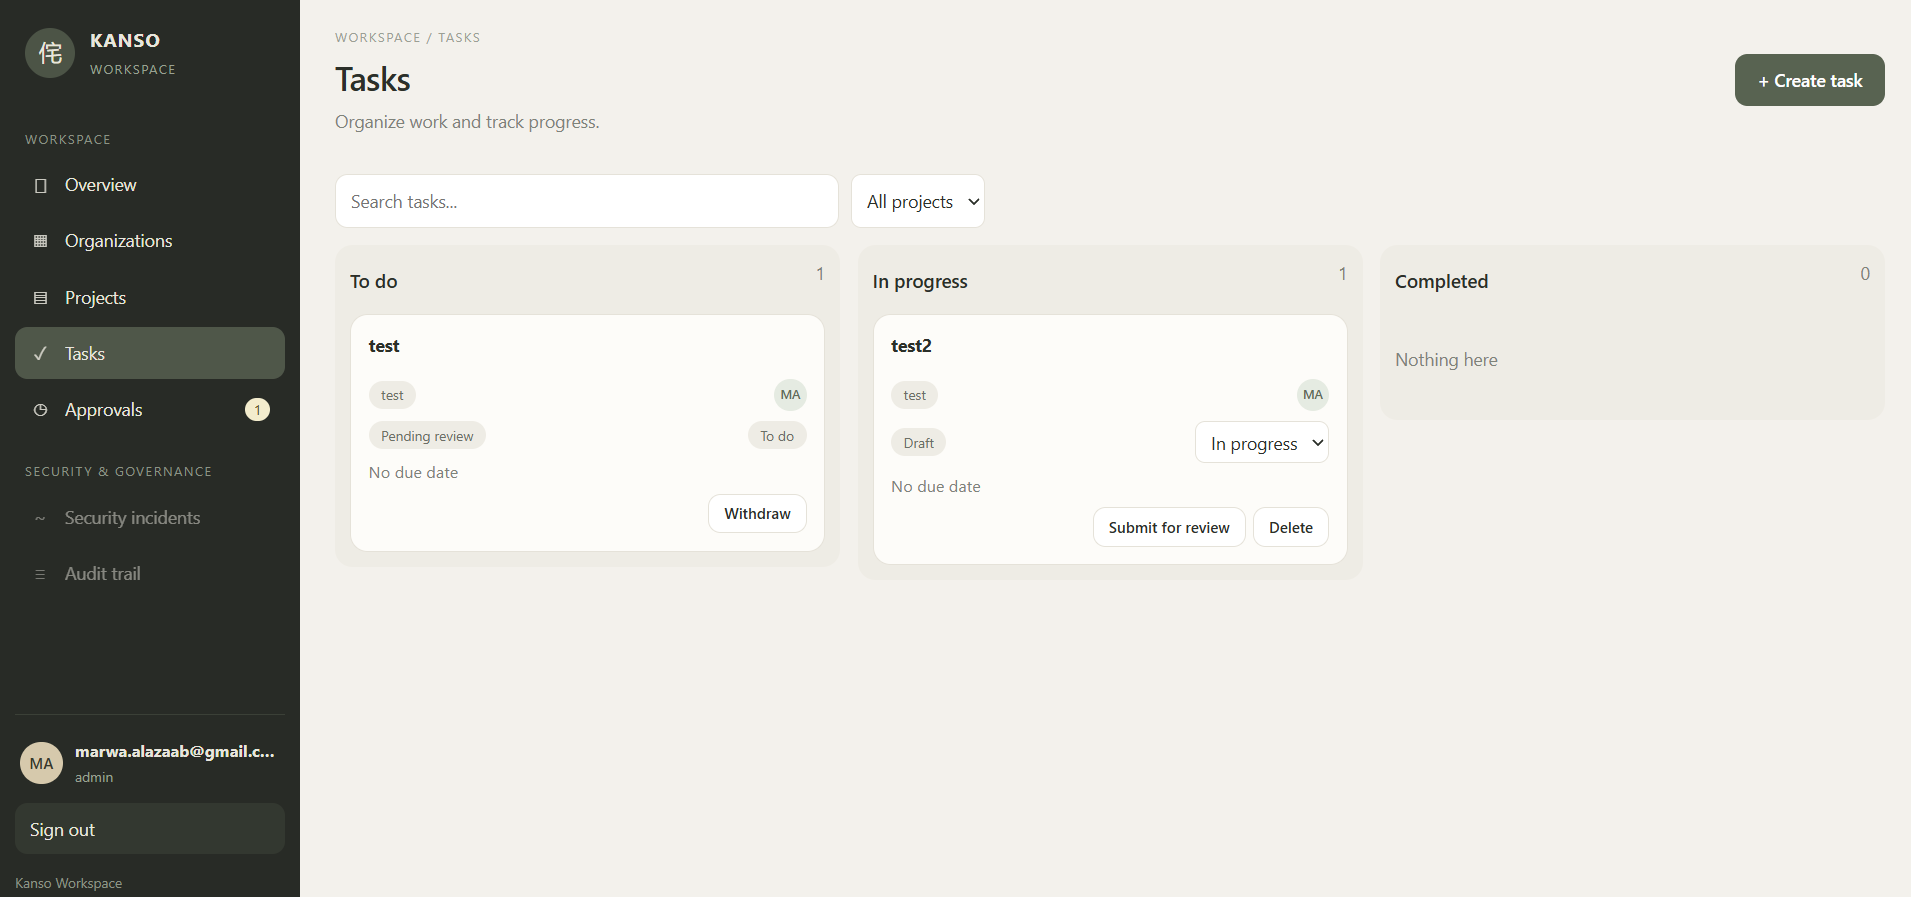 侘
KANSO
WORKSPACE
WORKSPACE
Overview
Organizations
Projects
Tasks
Approvals 1
SECURITY & GOVERNANCE
Security incidents
Audit trail
MA
marwa.alazaab@gmail.c...
admin
Sign out
Kanso Workspace
WORKSPACE / TASKS
Tasks
Organize work and track progress.
+ Create task
Search tasks...
All projects
To do 1
test
test MA
Pending review To do
No due date
Withdraw
In progress 1
test2
test MA
Draft In progress
No due date
Submit for review Delete
Completed 0
Nothing here